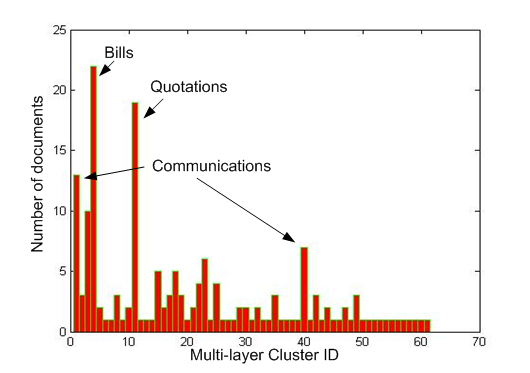 25
Bills
20
Quotations
15
Communications
10
5
0
0 10 20 30 40 50 60 70
Number of documents
Multi-layer Cluster ID